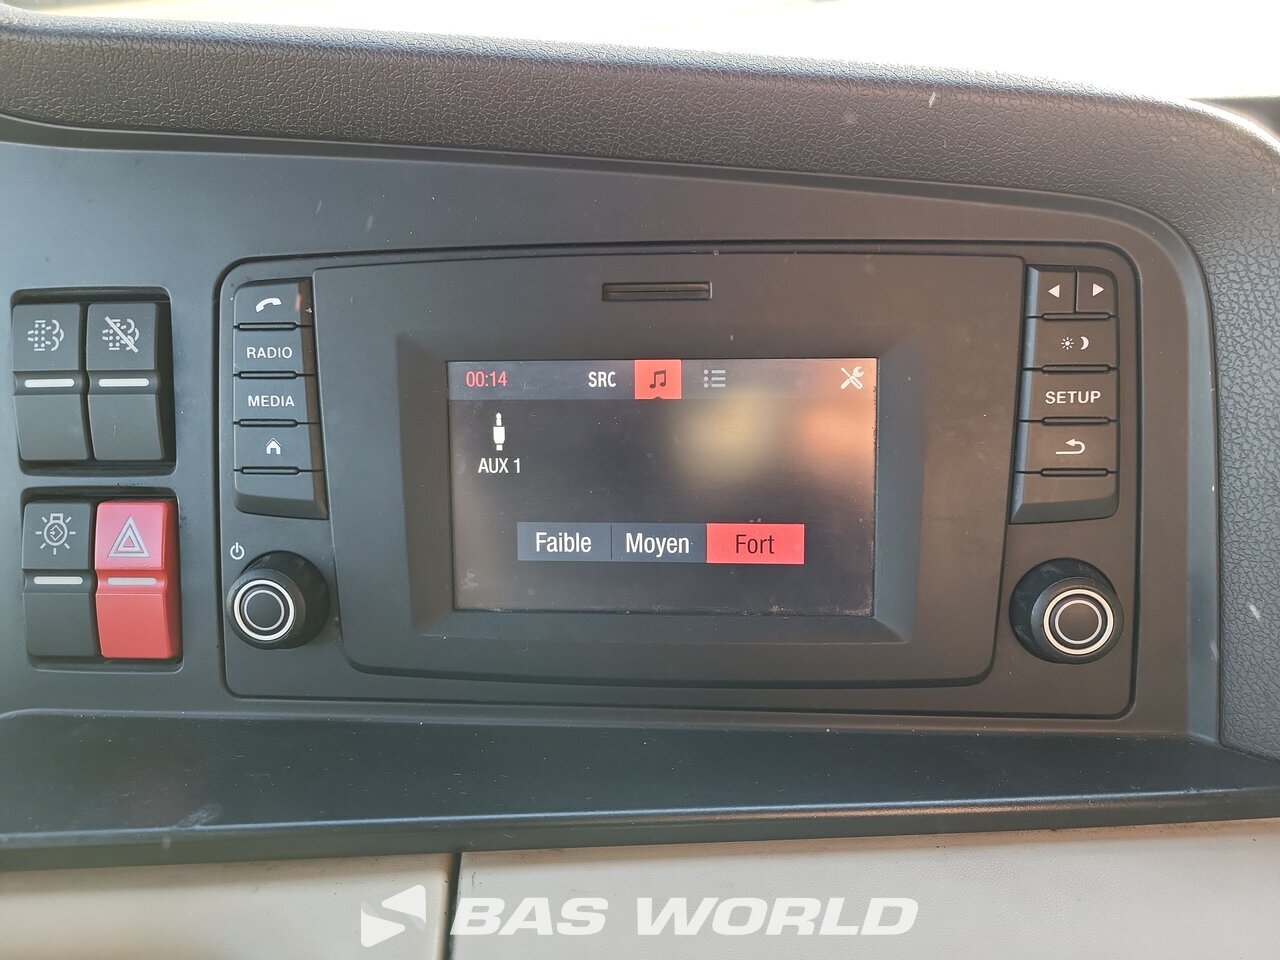 RADIO
MEDIA
00:14 SRC
AUX 1
Faible Moyen Fort
SETUP
BAS WORLD